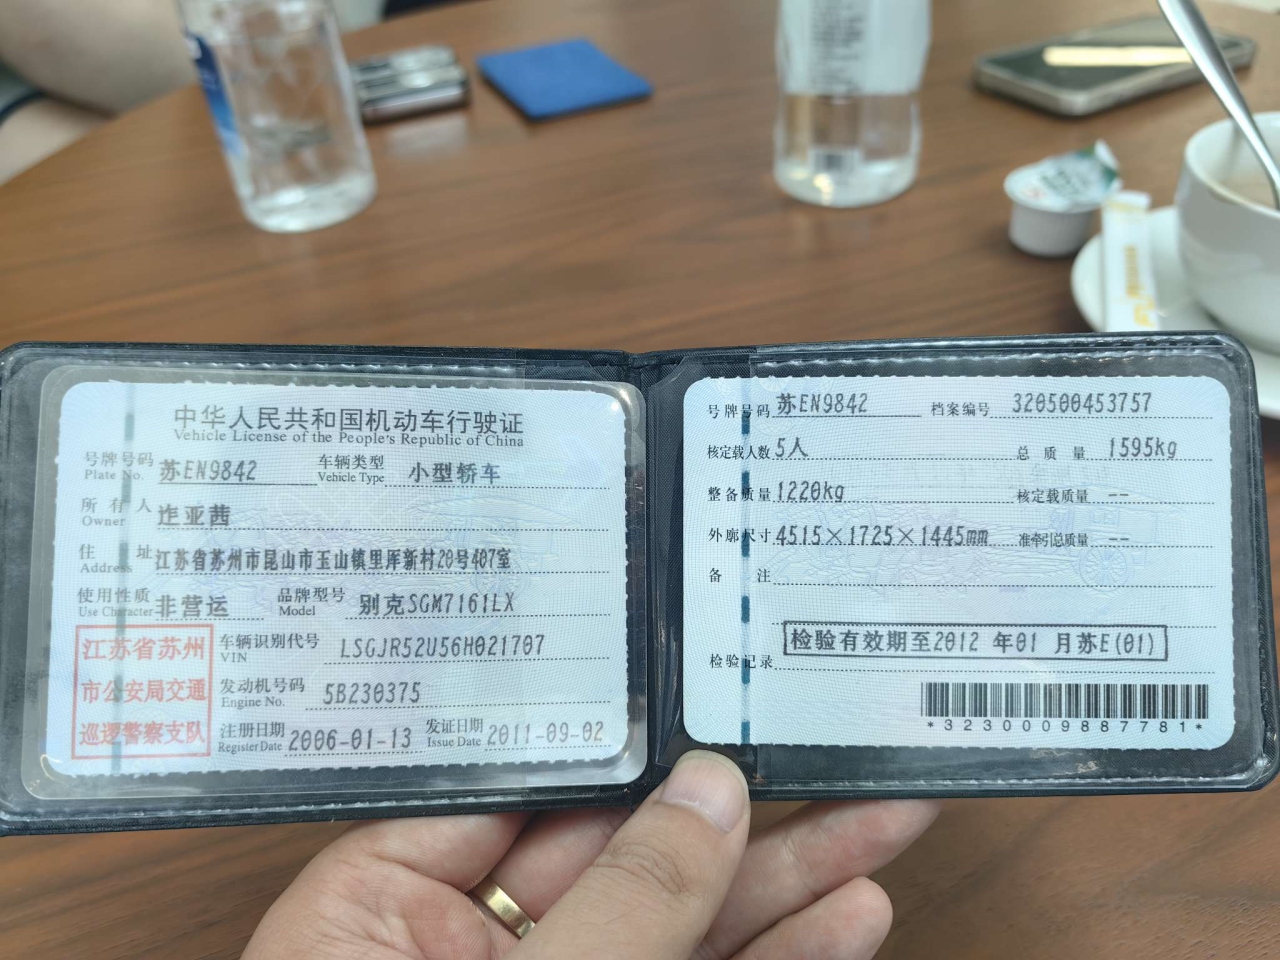 中华人民共和国机动车行驶证
Vehicle License of the People's Republic of China
号牌号码 苏EN9842 车辆类型 小型轿车
Plate No. Vehicle Type
所有人 迮亚茜
Owner
住址 江苏省苏州市昆山市玉山镇里厍新村20号407室
Address
使用性质 非营运 品牌型号 别克SGM7161LX
Use Character Model
江苏省苏州
市公安局交通
巡逻警察支队
车辆识别代号 LSGJR52U56H021707
VIN
发动机号码 5B230375
Engine No.
注册日期 2006-01-13 发证日期 2011-09-02
Register Date Issue Date
号牌号码 苏EN9842 档案编号 320500453757
核定载人数 5人 总质量 1595kg
整备质量 1220kg 核定载质量 --
外廓尺寸 4515×1725×1445mm 准牵引总质量 --
备注
检验有效期至2012 年01 月苏E(01)
检验记录
*3230009887781*